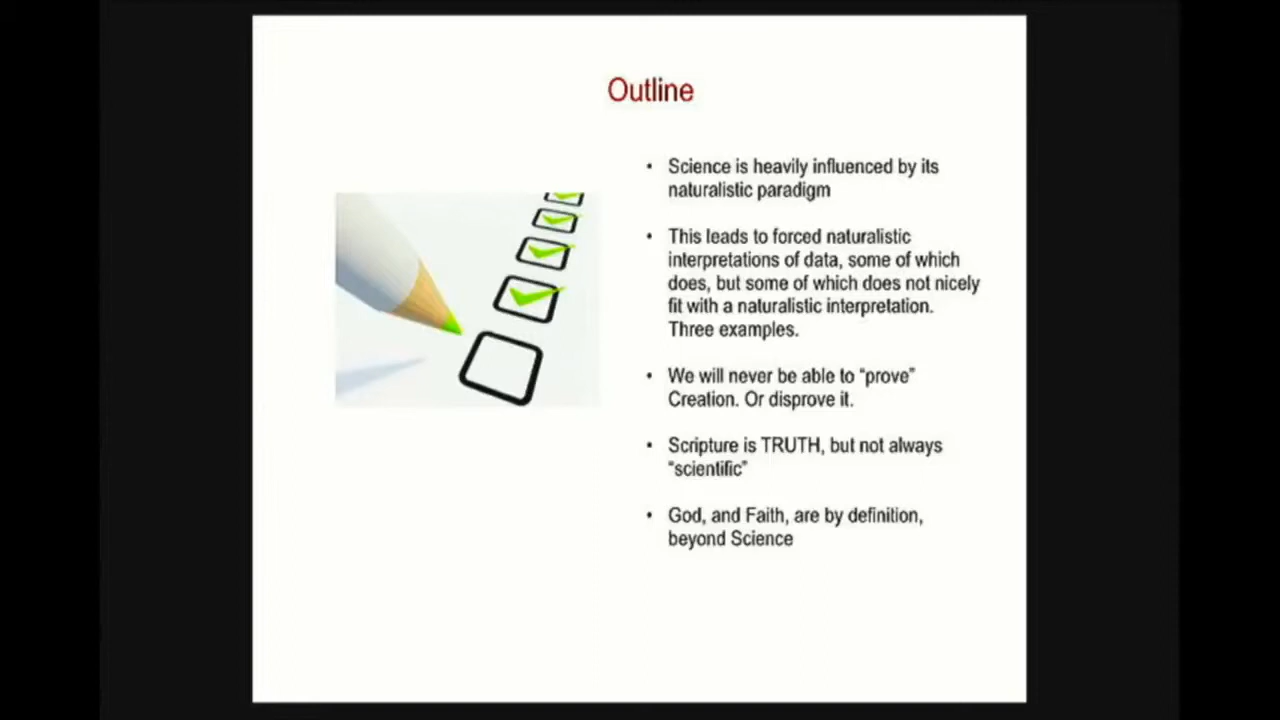 Outline
• Science is heavily influenced by its
naturalistic paradigm
• This leads to forced naturalistic
interpretations of data, some of which
does, but some of which does not nicely
fit with a naturalistic interpretation.
Three examples.
• We will never be able to “prove”
Creation. Or disprove it.
• Scripture is TRUTH, but not always
“scientific”
• God, and Faith, are by definition,
beyond Science